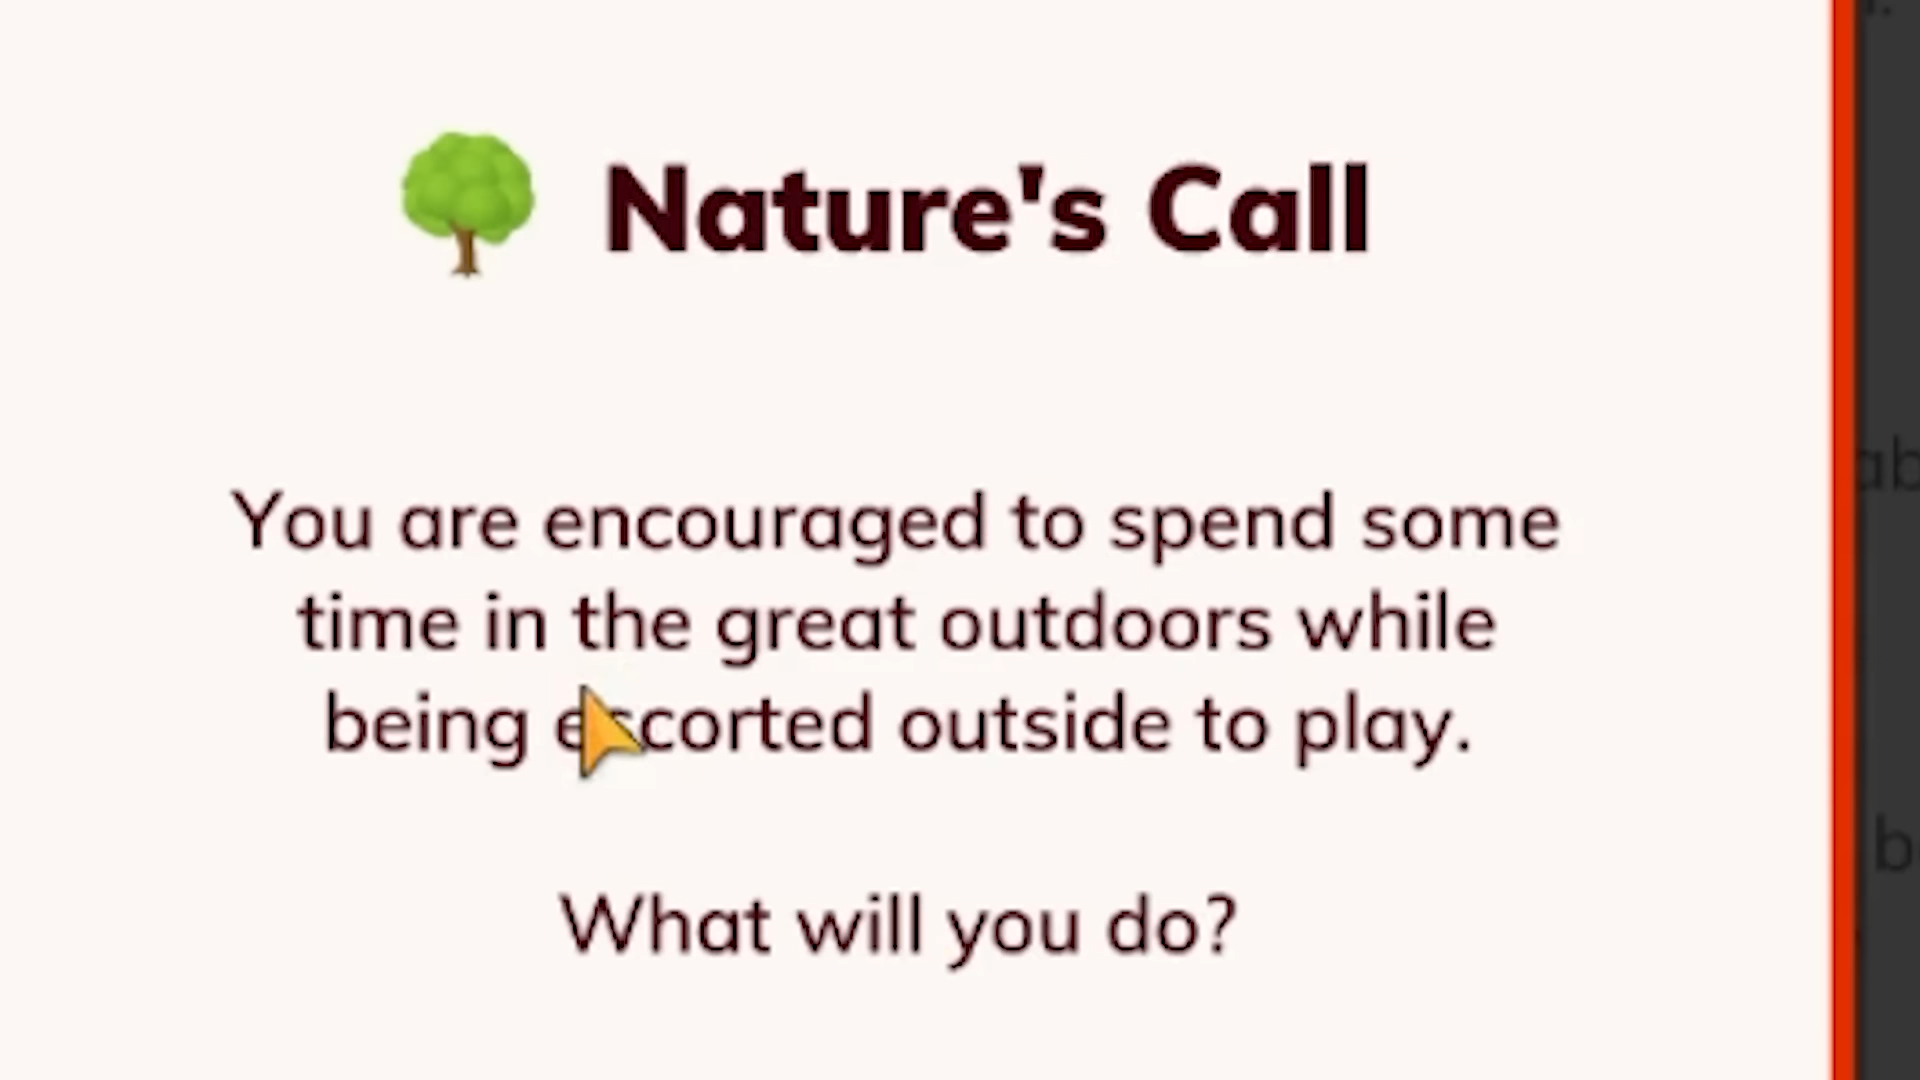 Nature's Call
You are encouraged to spend some
time in the great outdoors while
being escorted outside to play.
What will you do?
ab
b